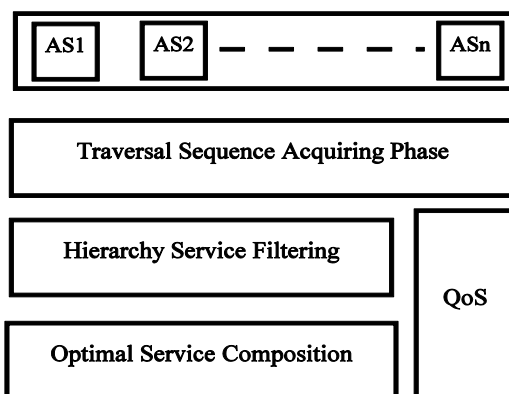 AS1 AS2 ASn
Traversal Sequence Acquiring Phase
Hierarchy Service Filtering
QoS
Optimal Service Composition